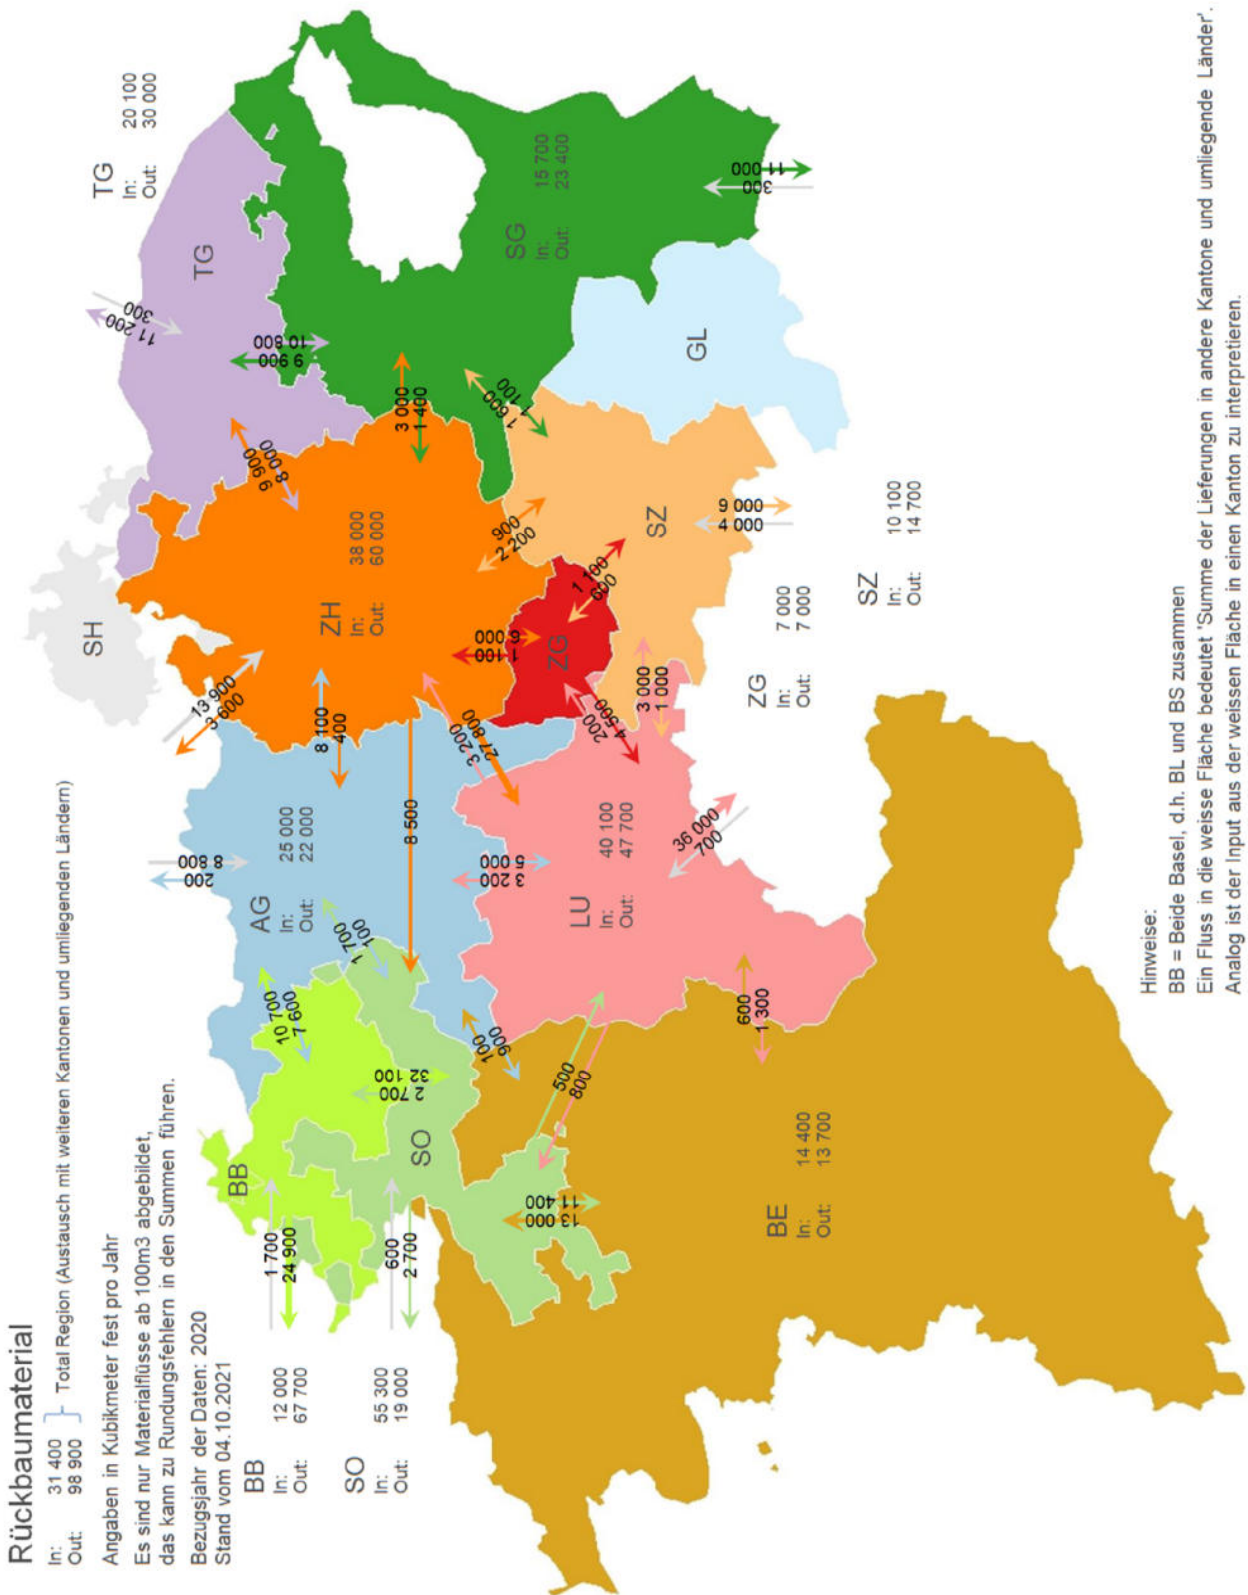 Rückbaumaterial
In: 31 400
Out: 98 900
Total Region (Austausch mit weiteren Kantonen und umliegenden Ländern)
Angaben in Kubikmeter fest pro Jahr
Es sind nur Materialflüsse ab 100m3 abgebildet,
das kann zu Rundungsfehlern in den Summen führen.
Bezugsjahr der Daten: 2020
Stand vom 04.10.2021
BB
In: 12 000
Out: 67 700
SO
In: 55 300
Out: 19 000
SH
TG
In: 20 100
Out: 30 000
TG
BB
1 700
24 900
SO
600
2 700
AG
In: 25 000
Out: 22 000
200
8 800
13 900
3 600
8 100
400
10 700
7 600
1 700
100
2 700
32 100
8 500
ZH
In: 38 000
Out: 60 000
9 900
8 000
11 200
300
9 900
10 800
3 000
1 400
SG
In: 15 700
Out: 23 400
1 600
1 100
300
11 000
900
2 200
1 100
6 000
ZG
1 100
600
3 200
27 800
200
4 500
3 200
5 000
100
900
500
800
LU
In: 40 100
Out: 47 700
3 000
1 000
SZ
GL
4 000
9 000
36 000
700
600
1 300
13 000
11 400
BE
In: 14 400
Out: 13 700
ZG
In: 7 000
Out: 7 000
SZ
In: 10 100
Out: 14 700
Hinweise:
BB = Beide Basel, d.h. BL und BS zusammen
Ein Fluss in die weisse Fläche bedeutet 'Summe der Lieferungen in andere Kantone und umliegende Länder'.
Analog ist der Input aus der weissen Fläche in einen Kanton zu interpretieren.